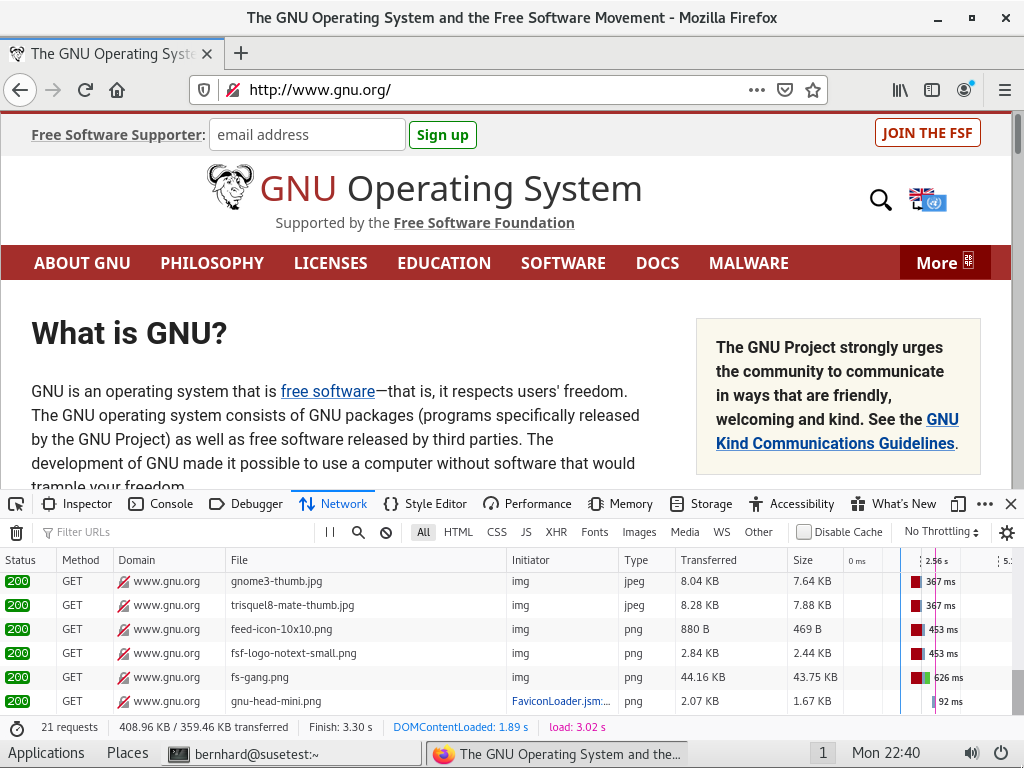 The GNU Operating System and the Free Software Movement - Mozilla Firefox
The GNU Operating Syste
http://www.gnu.org/
Free Software Supporter: email address Sign up JOIN THE FSF
GNU Operating System
Supported by the Free Software Foundation
ABOUT GNU PHILOSOPHY LICENSES EDUCATION SOFTWARE DOCS MALWARE More
What is GNU?
GNU is an operating system that is free software—that is, it respects users' freedom.
The GNU operating system consists of GNU packages (programs specifically released
by the GNU Project) as well as free software released by third parties. The
development of GNU made it possible to use a computer without software that would
trample your freedom.
The GNU Project strongly urges
the community to communicate
in ways that are friendly,
welcoming and kind. See the GNU
Kind Communications Guidelines.
Inspector Console Debugger Network Style Editor Performance Memory Storage Accessibility What's New
Filter URLs All HTML CSS JS XHR Fonts Images Media WS Other Disable Cache No Throttling
Status Method Domain File Initiator Type Transferred Size 0 ms 2.56 s 5.
200 GET www.gnu.org gnome3-thumb.jpg img jpeg 8.04 KB 7.64 KB 367 ms
200 GET www.gnu.org trisquel8-mate-thumb.jpg img jpeg 8.28 KB 7.88 KB 367 ms
200 GET www.gnu.org feed-icon-10x10.png img png 880 B 469 B 453 ms
200 GET www.gnu.org fsf-logo-notext-small.png img png 2.84 KB 2.44 KB 453 ms
200 GET www.gnu.org fs-gang.png img png 44.16 KB 43.75 KB 626 ms
200 GET www.gnu.org gnu-head-mini.png FaviconLoader.jsm:... png 2.07 KB 1.67 KB 92 ms
21 requests 408.96 KB / 359.46 KB transferred Finish: 3.30 s DOMContentLoaded: 1.89 s load: 3.02 s
Applications Places bernhard@susetest:~ The GNU Operating System and the... 1 Mon 22:40